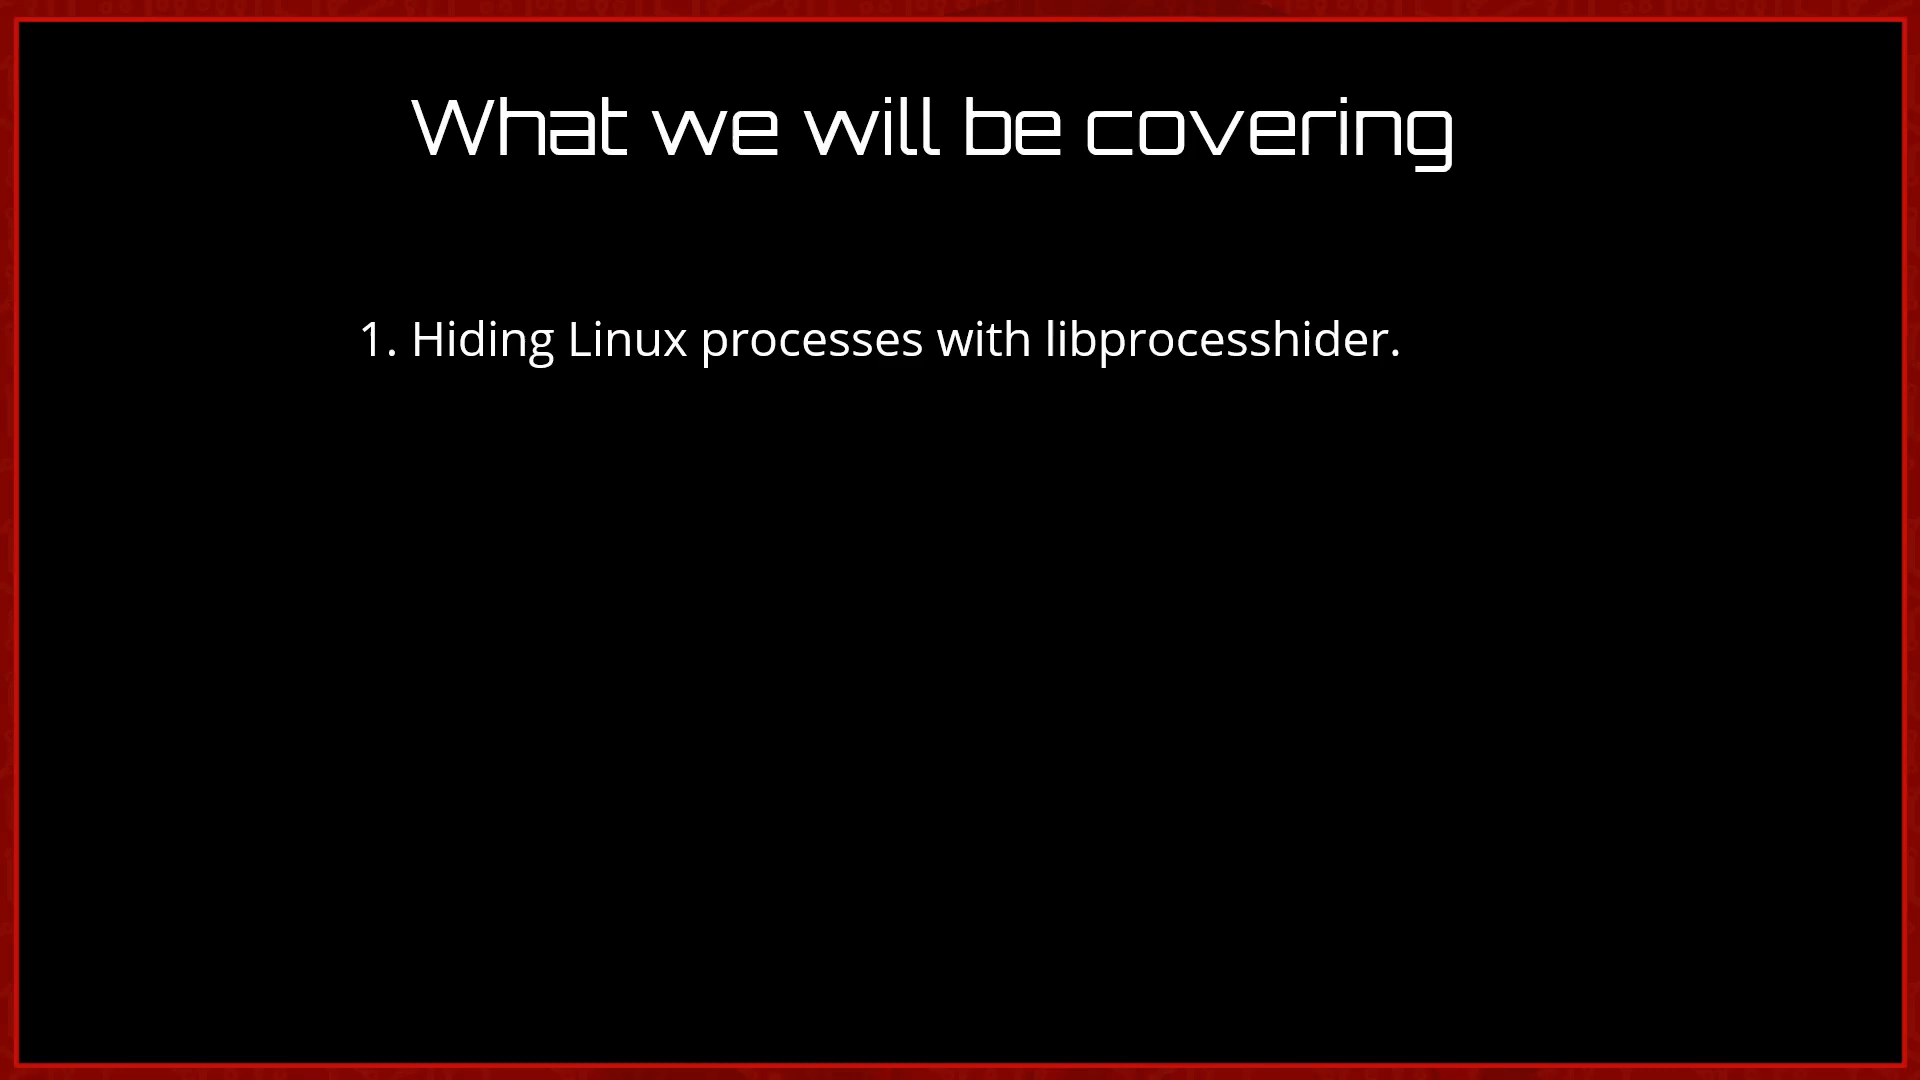 What we will be covering
1. Hiding Linux processes with libprocesshider.